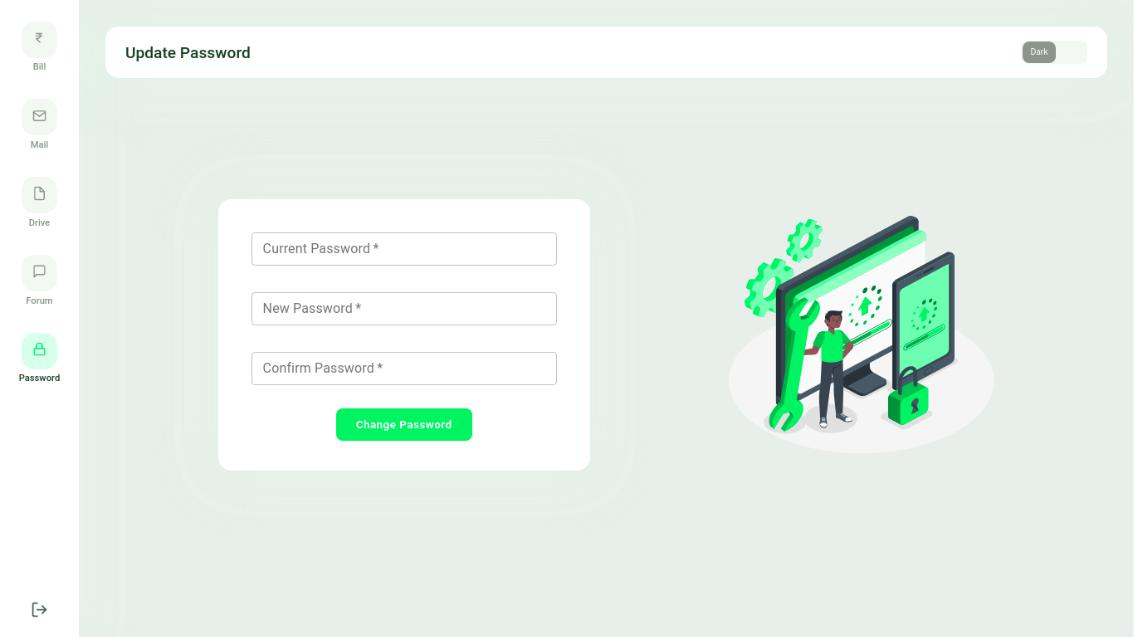 ₹
Bill
Mail
Drive
Forum
Password
Update Password
Dark
Current Password *
New Password *
Confirm Password *
Change Password